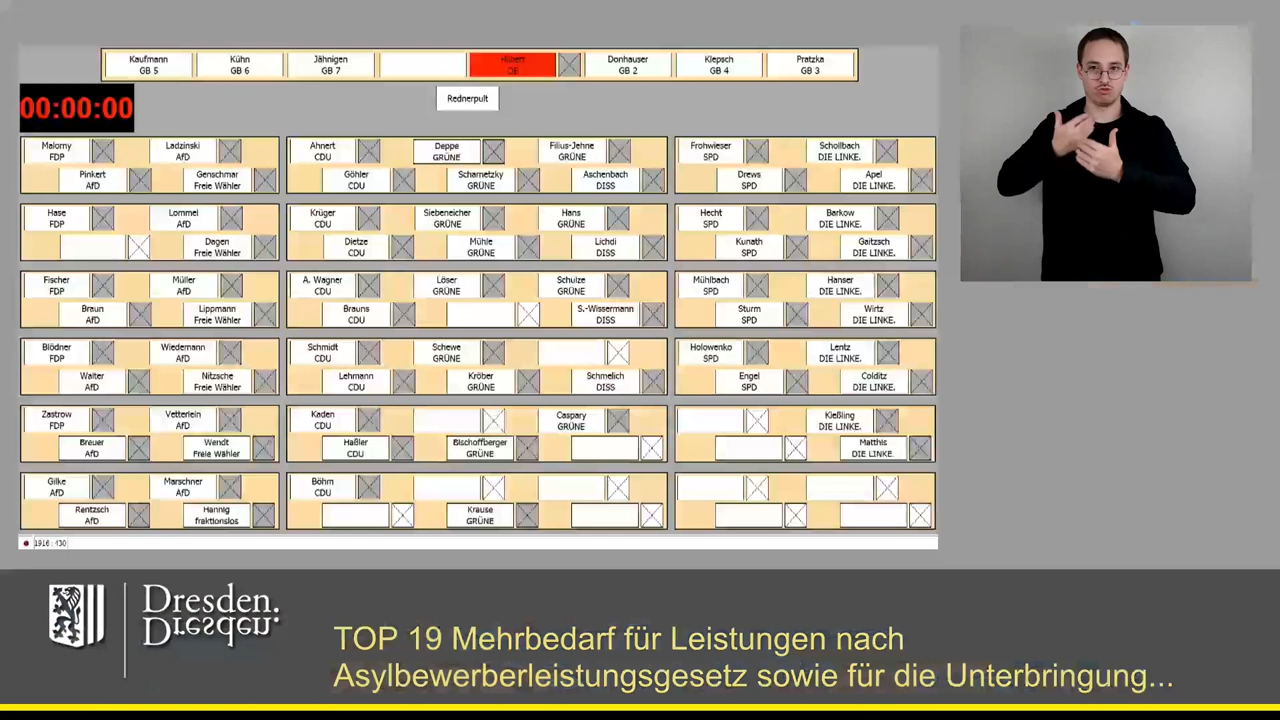 Kaufmann
GB 5
Kühn
GB 6
Jähnigen
GB 7
Hilbert
OB
Donhauser
GB 2
Klepsch
GB 4
Pratzka
GB 3
00:00:00
Rednerpult
Malorny
FDP
Ladzinski
AfD
Pinkert
AfD
Genschmar
Freie Wähler
Ahnert
CDU
Deppe
GRÜNE
Filius-Jehne
GRÜNE
Göhler
CDU
Scharnetzky
GRÜNE
Aschenbach
DISS
Frohwieser
SPD
Schollbach
DIE LINKE.
Drews
SPD
Apel
DIE LINKE.
Hase
FDP
Lommel
AfD
Dagen
Freie Wähler
Krüger
CDU
Siebeneicher
GRÜNE
Hans
GRÜNE
Dietze
CDU
Mühle
GRÜNE
Lichdi
DISS
Hecht
SPD
Barkow
DIE LINKE.
Kunath
SPD
Gaitzsch
DIE LINKE.
Fischer
FDP
Müller
AfD
Braun
AfD
Lippmann
Freie Wähler
A. Wagner
CDU
Löser
GRÜNE
Schulze
GRÜNE
Brauns
CDU
S.-Wissermann
DISS
Mühlbach
SPD
Hanser
DIE LINKE.
Sturm
SPD
Wirtz
DIE LINKE.
Blödner
FDP
Wiedemann
AfD
Walter
AfD
Nitzsche
Freie Wähler
Schmidt
CDU
Schewe
GRÜNE
Lehmann
CDU
Kröber
GRÜNE
Schmelich
DISS
Holowenko
SPD
Lentz
DIE LINKE.
Engel
SPD
Colditz
DIE LINKE.
Zastrow
FDP
Vetterlein
AfD
Breuer
AfD
Wendt
Freie Wähler
Kaden
CDU
Caspary
GRÜNE
Haßler
CDU
Bischoffberger
GRÜNE
Kießling
DIE LINKE.
Matthis
DIE LINKE.
Gilke
AfD
Marschner
AfD
Rentzsch
AfD
Hannig
fraktionslos
Böhm
CDU
Krause
GRÜNE
1916 : 430
Dresden.
Dresden.
TOP 19 Mehrbedarf für Leistungen nach
Asylbewerberleistungsgesetz sowie für die Unterbringung...